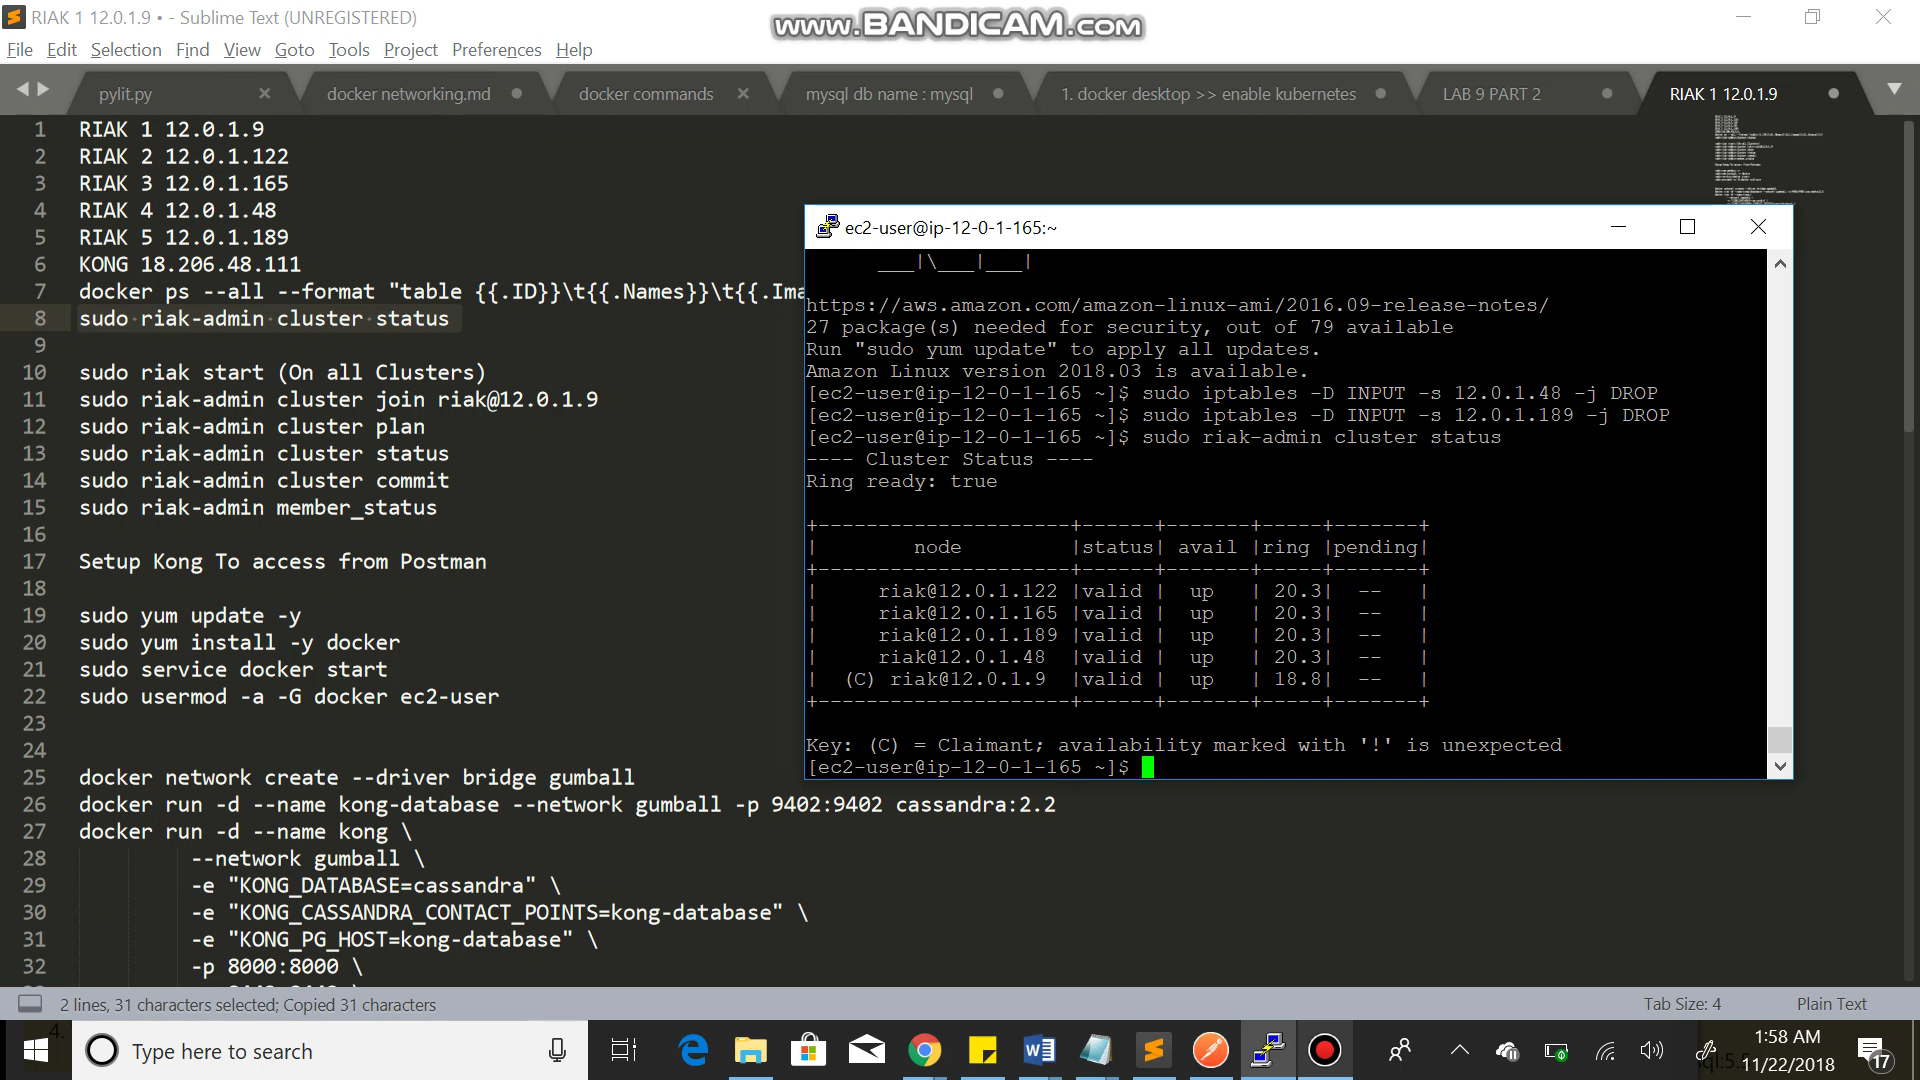 RIAK 1 12.0.1.9 • - Sublime Text (UNREGISTERED)
www.BANDICAM.com
File Edit Selection Find View Goto Tools Project Preferences Help
pylit.py
docker networking.md
docker commands
mysql db name : mysql
1. docker desktop >> enable kubernetes
LAB 9 PART 2
RIAK 1 12.0.1.9
1 RIAK 1 12.0.1.9
2 RIAK 2 12.0.1.122
3 RIAK 3 12.0.1.165
4 RIAK 4 12.0.1.48
5 RIAK 5 12.0.1.189
6 KONG 18.206.48.111
7 docker ps --all --format "table {{.ID}}\t{{.Names}}\t{{.Ima
8 sudo riak-admin cluster status
9
10 sudo riak start (On all Clusters)
11 sudo riak-admin cluster join riak@12.0.1.9
12 sudo riak-admin cluster plan
13 sudo riak-admin cluster status
14 sudo riak-admin cluster commit
15 sudo riak-admin member_status
16
17 Setup Kong To access from Postman
18
19 sudo yum update -y
20 sudo yum install -y docker
21 sudo service docker start
22 sudo usermod -a -G docker ec2-user
23
24
25 docker network create --driver bridge gumball
26 docker run -d --name kong-database --network gumball -p 9402:9402 cassandra:2.2
27 docker run -d --name kong \
28 --network gumball \
29 -e "KONG_DATABASE=cassandra" \
30 -e "KONG_CASSANDRA_CONTACT_POINTS=kong-database" \
31 -e "KONG_PG_HOST=kong-database" \
32 -p 8000:8000 \
ec2-user@ip-12-0-1-165:~
___|\___|___|
https://aws.amazon.com/amazon-linux-ami/2016.09-release-notes/
27 package(s) needed for security, out of 79 available
Run "sudo yum update" to apply all updates.
Amazon Linux version 2018.03 is available.
[ec2-user@ip-12-0-1-165 ~]$ sudo iptables -D INPUT -s 12.0.1.48 -j DROP
[ec2-user@ip-12-0-1-165 ~]$ sudo iptables -D INPUT -s 12.0.1.189 -j DROP
[ec2-user@ip-12-0-1-165 ~]$ sudo riak-admin cluster status
---- Cluster Status ----
Ring ready: true
+---------------------+------+-------+-----+-------+
| node |status| avail |ring |pending|
+---------------------+------+-------+-----+-------+
| riak@12.0.1.122 |valid | up | 20.3| -- |
| riak@12.0.1.165 |valid | up | 20.3| -- |
| riak@12.0.1.189 |valid | up | 20.3| -- |
| riak@12.0.1.48 |valid | up | 20.3| -- |
| (C) riak@12.0.1.9 |valid | up | 18.8| -- |
+---------------------+------+-------+-----+-------+
Key: (C) = Claimant; availability marked with '!' is unexpected
[ec2-user@ip-12-0-1-165 ~]$
2 lines, 31 characters selected; Copied 31 characters
Tab Size: 4
Plain Text
Type here to search
1:58 AM
11/22/2018
17